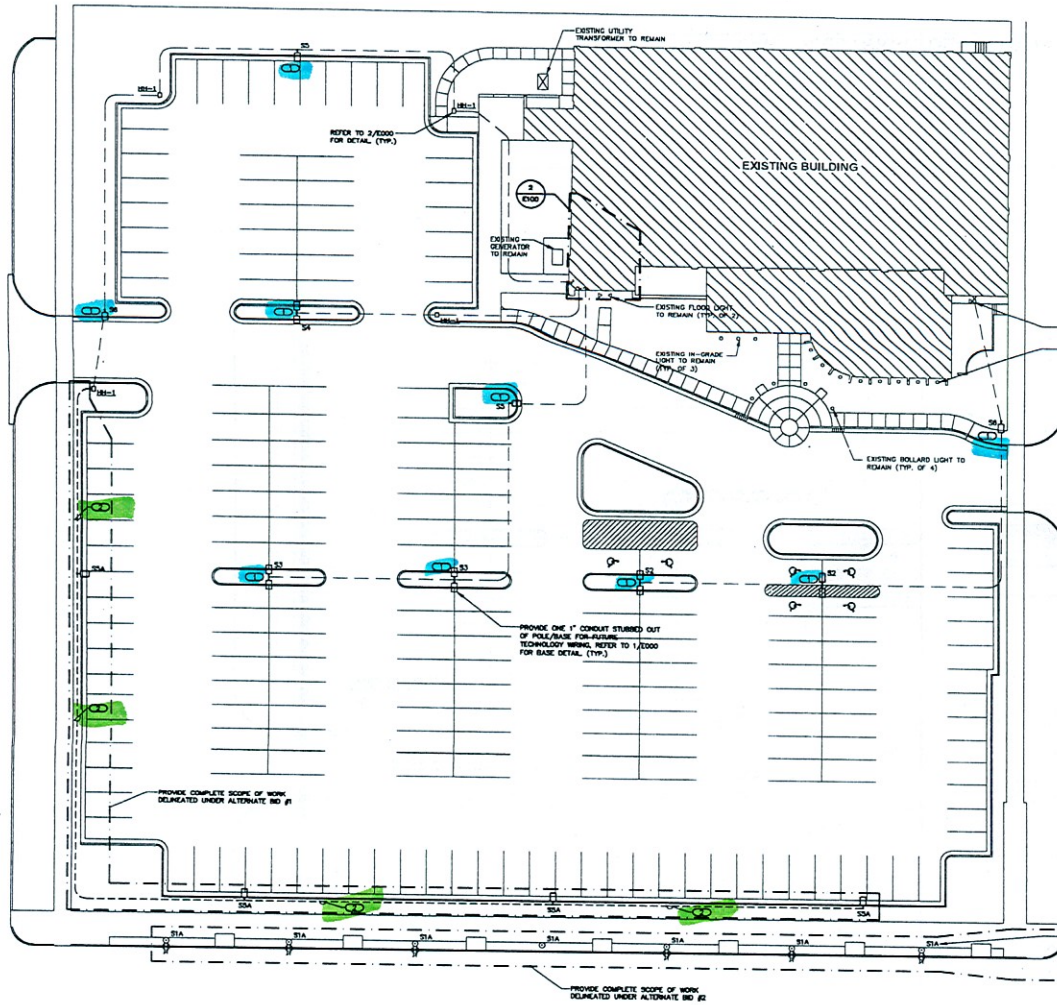 EXISTING UTILITY
TRANSFORMER TO REMAIN
S5
HH-1
HH-1
REFER TO 2/E000
FOR DETAIL (TYP.)
EXISTING BUILDING
2
E100
EXISTING
GENERATOR
TO REMAIN
S6
S4
HH-1
EXISTING FLOOD LIGHT
TO REMAIN (TYP. OF 2)
EXISTING IN-GRADE
LIGHT TO REMAIN
(TYP. OF 3)
HH-1
S3
S6
EXISTING BOLLARD LIGHT TO
REMAIN (TYP. OF 4)
S5A
S3
S3
S2
S2
PROVIDE ONE 1" CONDUIT STUBBED OUT
OF POLE/BASE FOR FUTURE
TECHNOLOGY WIRING, REFER TO 1/E000
FOR BASE DETAIL (TYP.)
PROVIDE COMPLETE SCOPE OF WORK
DELINEATED UNDER ALTERNATE BID #1
S5A
S5A
S5A
S1A
S1A
S1A
S1A
S1A
S1A
S1A
PROVIDE COMPLETE SCOPE OF WORK
DELINEATED UNDER ALTERNATE BID #2